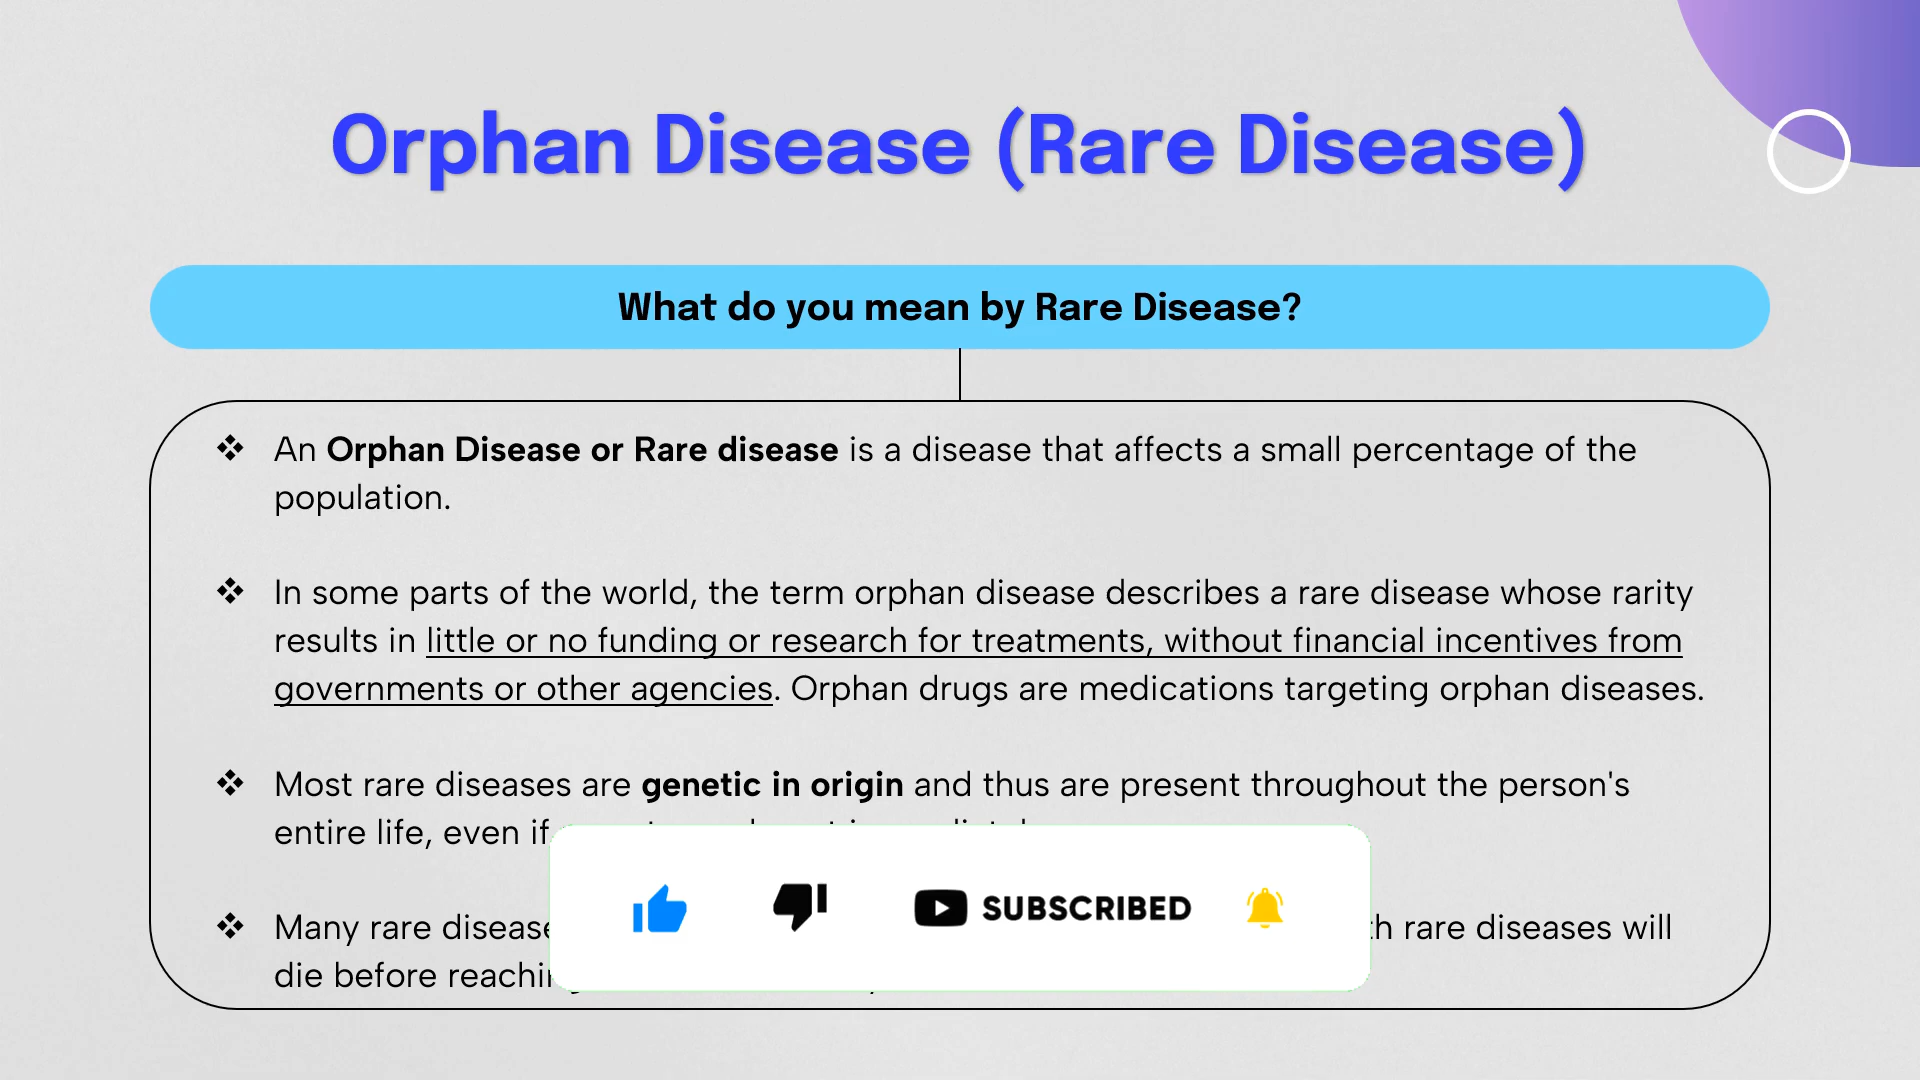 Orphan Disease (Rare Disease)
What do you mean by Rare Disease?
❖ An Orphan Disease or Rare disease is a disease that affects a small percentage of the
population.
❖ In some parts of the world, the term orphan disease describes a rare disease whose rarity
results in little or no funding or research for treatments, without financial incentives from
governments or other agencies. Orphan drugs are medications targeting orphan diseases.
❖ Most rare diseases are genetic in origin and thus are present throughout the person's
entire life, even if
❖ Many rare rare diseases will
die before
SUBSCRIBED